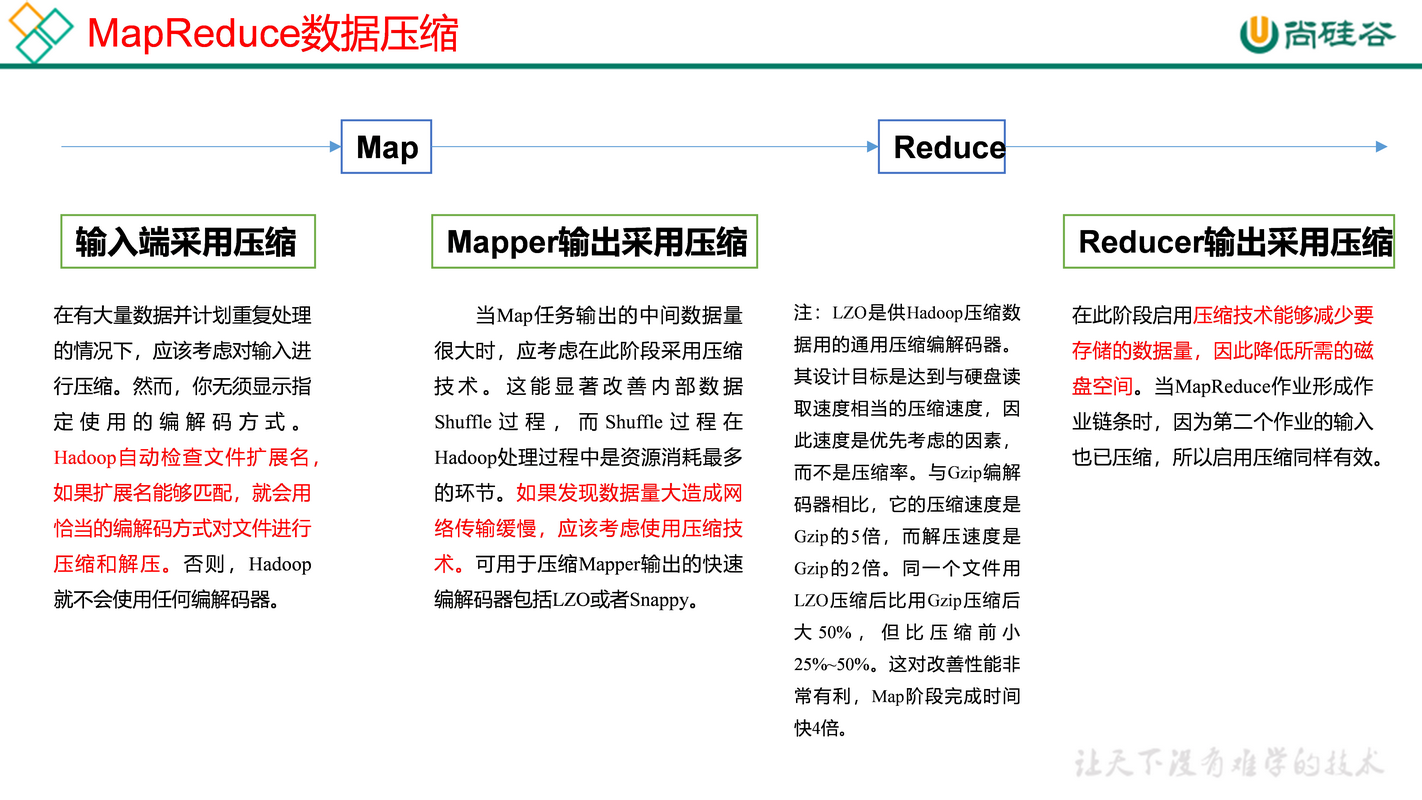 MapReduce数据压缩
尚硅谷
Map
Reduce
输入端采用压缩
Mapper输出采用压缩
Reducer输出采用压缩
在有大量数据并计划重复处理
的情况下，应该考虑对输入进
行压缩。然而，你无须显示指
定使用的编解码方式。
Hadoop自动检查文件扩展名，
如果扩展名能够匹配，就会用
恰当的编解码方式对文件进行
压缩和解压。否则，Hadoop
就不会使用任何编解码器。
当Map任务输出的中间数据量
很大时，应考虑在此阶段采用压缩
技术。这能显著改善内部数据
Shuffle过程，而Shuffle过程在
Hadoop处理过程中是资源消耗最多
的环节。如果发现数据量大造成网
络传输缓慢，应该考虑使用压缩技
术。可用于压缩Mapper输出的快速
编解码器包括LZO或者Snappy。
注：LZO是供Hadoop压缩数
据用的通用压缩编解码器。
其设计目标是达到与硬盘读
取速度相当的压缩速度，因
此速度是优先考虑的因素，
而不是压缩率。与Gzip编解
码器相比，它的压缩速度是
Gzip的5倍，而解压速度是
Gzip的2倍。同一个文件用
LZO压缩后比用Gzip压缩后
大50%，但比压缩前小
25%~50%。这对改善性能非
常有利，Map阶段完成时间
快4倍。
在此阶段启用压缩技术能够减少要
存储的数据量，因此降低所需的磁
盘空间。当MapReduce作业形成作
业链条时，因为第二个作业的输入
也已压缩，所以启用压缩同样有效。
让天下没有难学的技术